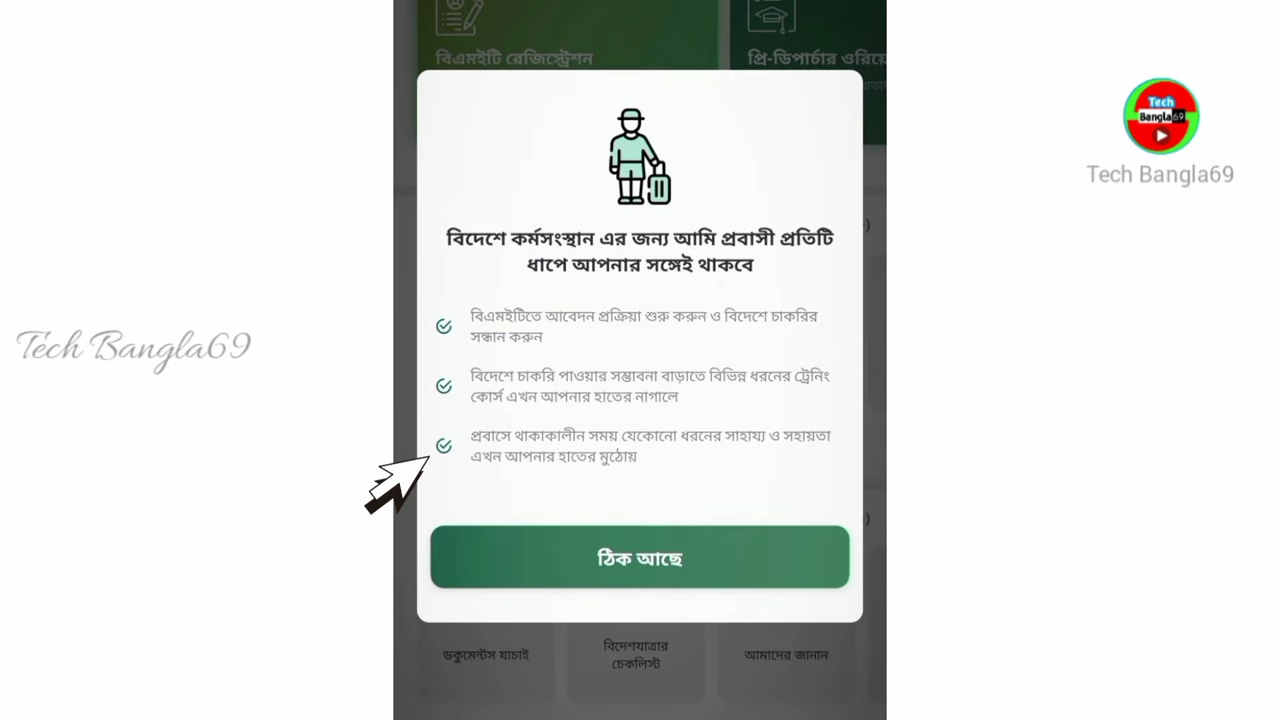 বিএমইটি রেজিস্ট্রেশন
প্রি-ডিপার্চার ওরিয়ে
Tech
Bangla69
Tech Bangla69
বিদেশে কর্মসংস্থান এর জন্য আমি প্রবাসী প্রতিটি
ধাপে আপনার সঙ্গেই থাকবে
বিএমইটিতে আবেদন প্রক্রিয়া শুরু করুন ও বিদেশে চাকরির
সন্ধান করুন
Tech Bangla69
বিদেশে চাকরি পাওয়ার সম্ভাবনা বাড়াতে বিভিন্ন ধরনের ট্রেনিং
কোর্স এখন আপনার হাতের নাগালে
প্রবাসে থাকাকালীন সময় যেকোনো ধরনের সাহায্য ও সহায়তা
এখন আপনার হাতের মুঠোয়
ঠিক আছে
ডকুমেন্টস যাচাই
বিদেশযাত্রার
চেকলিস্ট
আমাদের জানান